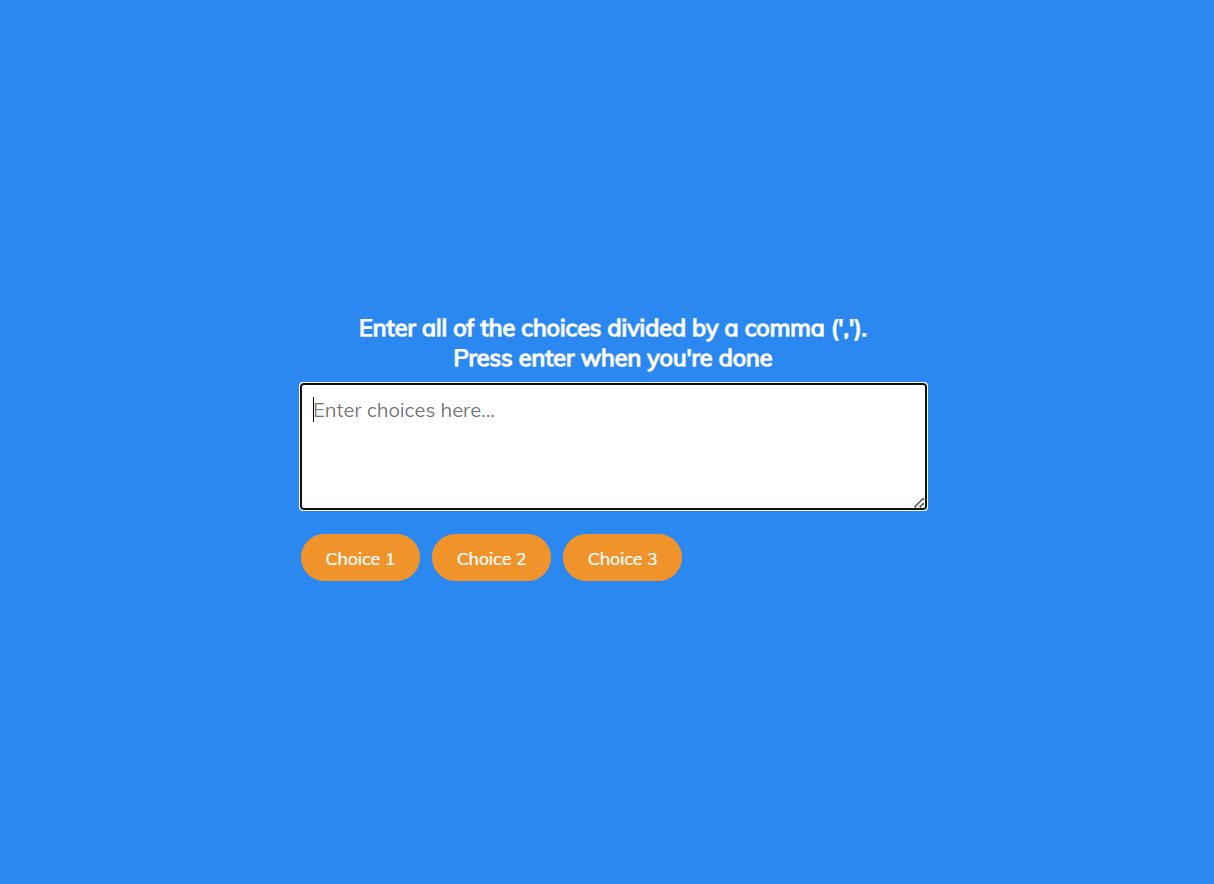 Enter all of the choices divided by a comma (',').
Press enter when you're done
Enter choices here...
Choice 1 Choice 2 Choice 3